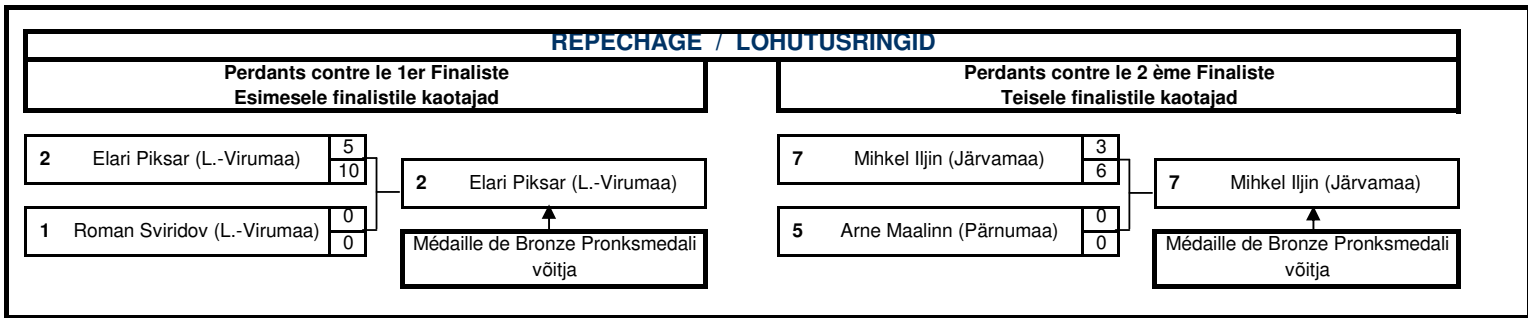 REPECHAGE / LOHUTUSRINGID
Perdants contre le 1er Finaliste
Esimesele finalistile kaotajad
2 Elari Piksar (L.-Virumaa) 5
10
1 Roman Sviridov (L.-Virumaa) 0
0
2 Elari Piksar (L.-Virumaa)
Médaille de Bronze Pronksmedali
võitja
Perdants contre le 2 ème Finaliste
Teisele finalistile kaotajad
7 Mihkel Iljin (Järvamaa) 3
6
5 Arne Maalinn (Pärnumaa) 0
0
7 Mihkel Iljin (Järvamaa)
Médaille de Bronze Pronksmedali
võitja